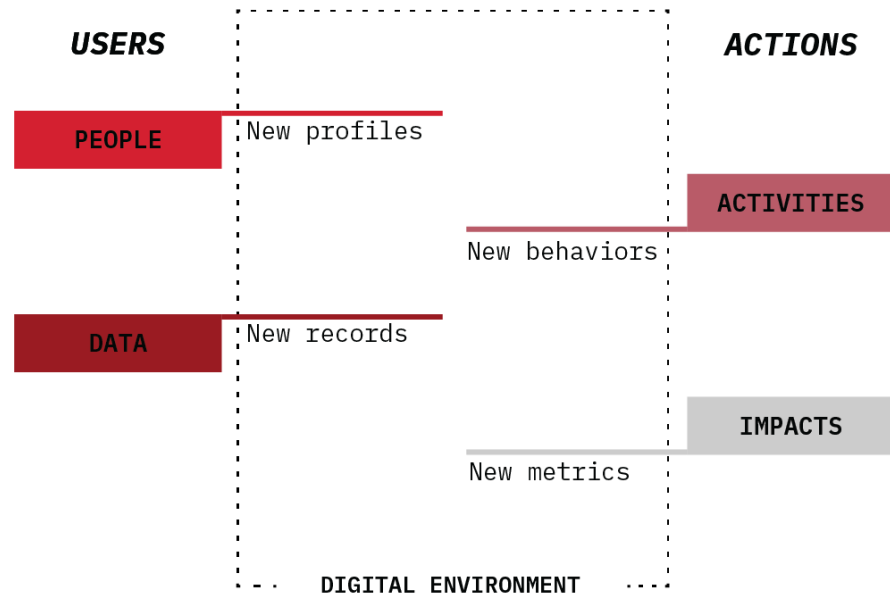 USERS
ACTIONS
PEOPLE
New profiles
ACTIVITIES
New behaviors
DATA
New records
IMPACTS
New metrics
DIGITAL ENVIRONMENT